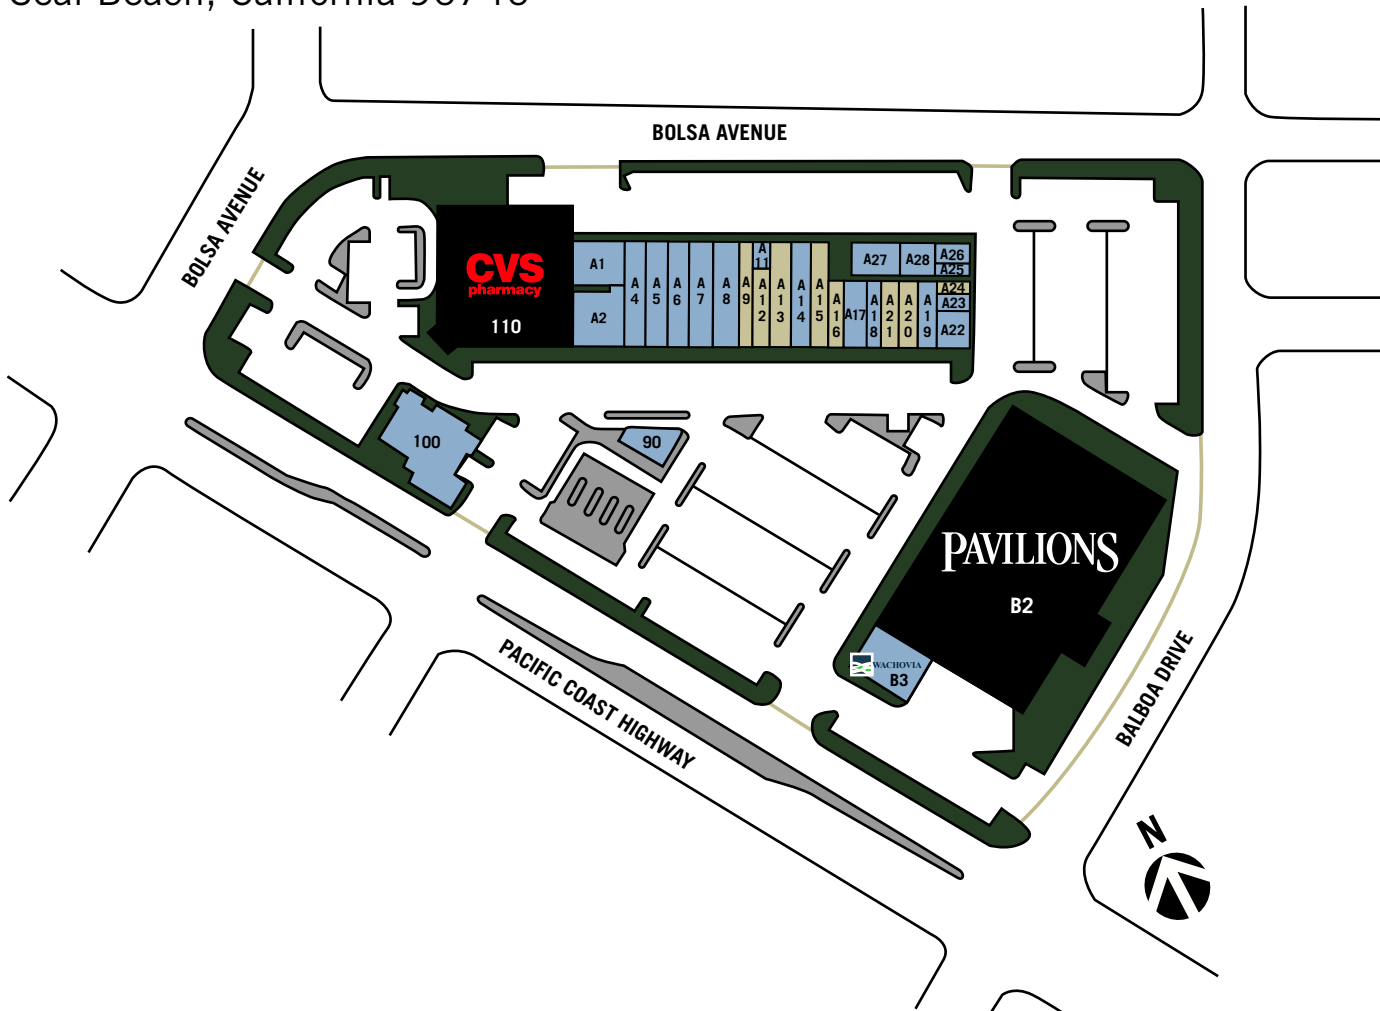 BOLSA AVENUE
BOLSA AVENUE
CVS
pharmacy
110
A1
A2
A4
A5
A6
A7
A8
A9
A11
A12
A13
A14
A15
A16
A17
A18
A21
A20
A19
A27
A28
A26
A25
A24
A23
A22
100
90
PAVILIONS
B2
WACHOVIA
B3
PACIFIC COAST HIGHWAY
BALBOA DRIVE
N